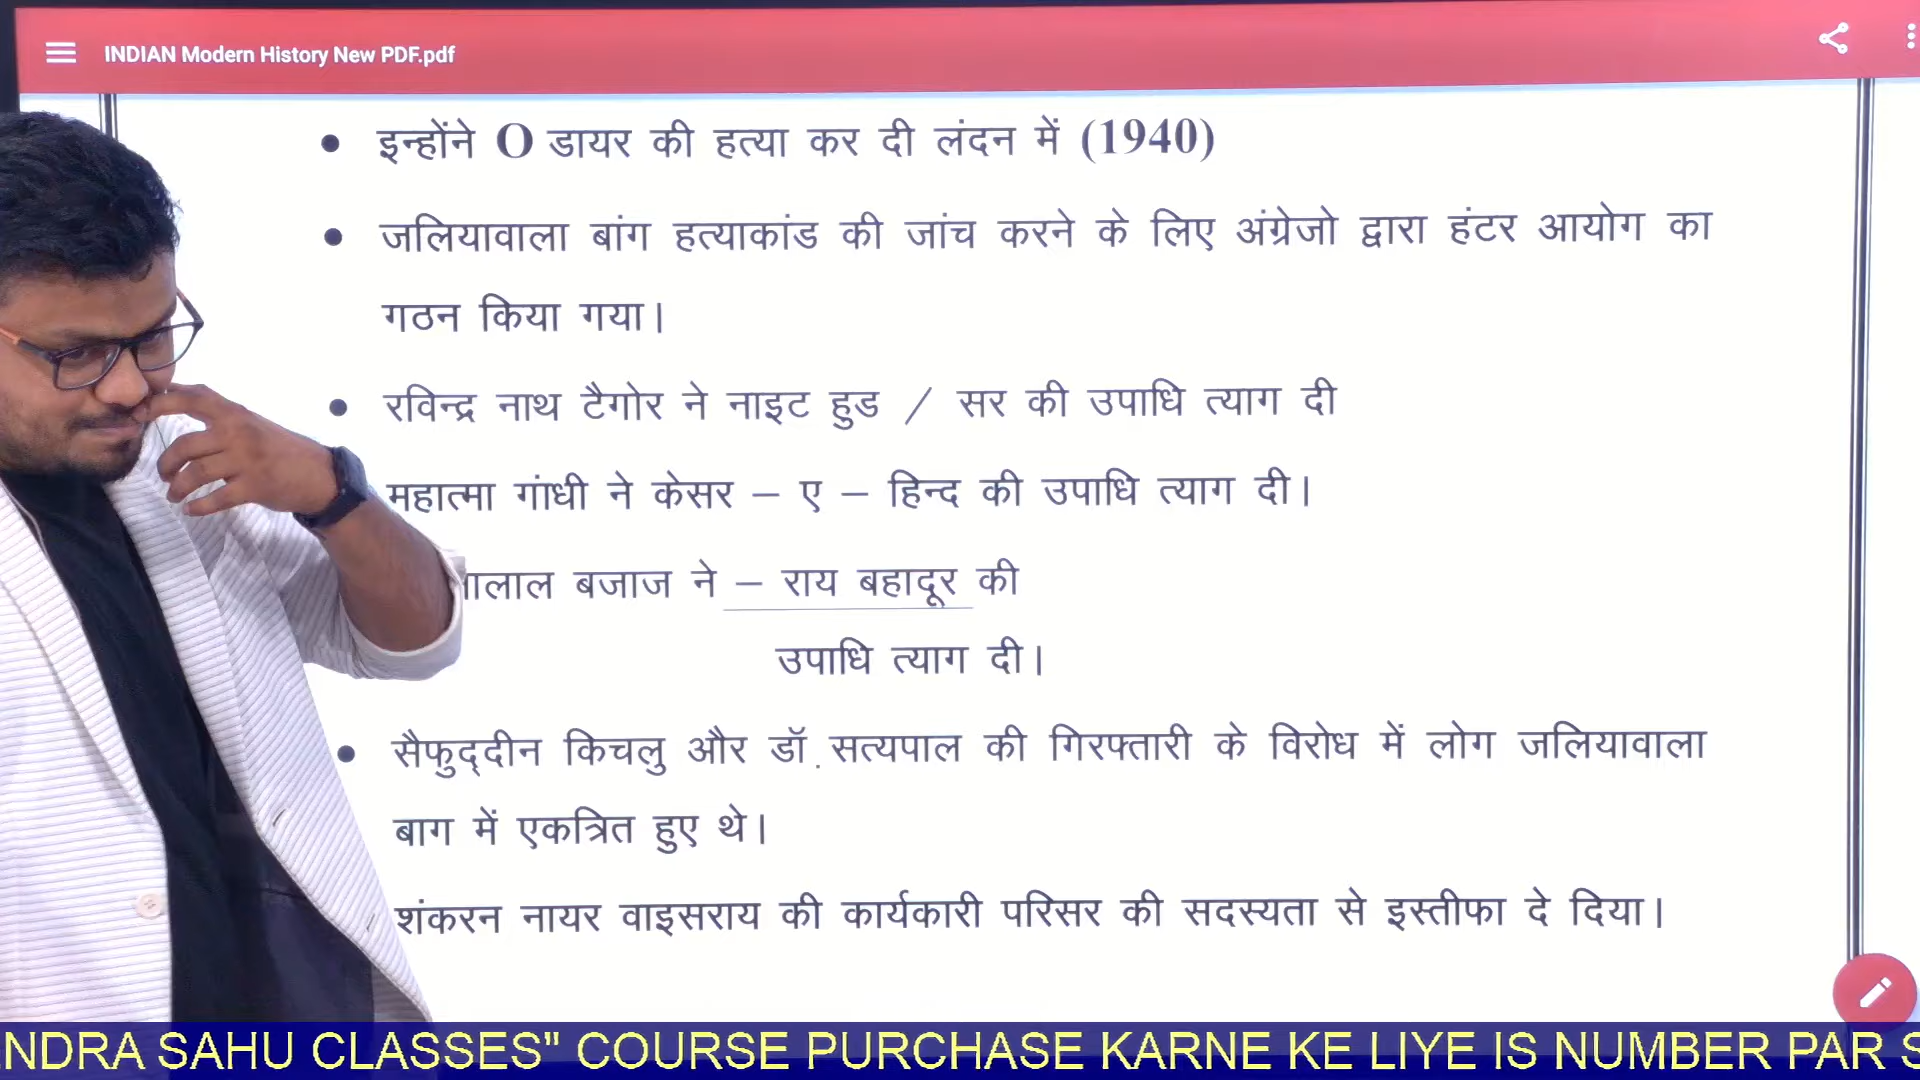 INDIAN Modern History New PDF.pdf
इन्होंने O डायर की हत्या कर दी लंदन में (1940)
जलियावाला बांग हत्याकांड की जांच करने के लिए अंग्रेजो द्वारा हंटर आयोग का
गठन किया गया।
रविन्द्र नाथ टैगोर ने नाइट हुड / सर की उपाधि त्याग दी
महात्मा गांधी ने केसर – ए – हिन्द की उपाधि त्याग दी।
बजाज ने – राय बहादूर की
उपाधि त्याग दी।
सैफुद्‌दीन किचलु और डॉ. सत्यपाल की गिरफ्तारी के विरोध में लोग जलियावाला
बाग में एकत्रित हुए थे।
शंकरन नायर वाइसराय की कार्यकारी परिसर की सदस्यता से इस्तीफा दे दिया।
NDRA SAHU CLASSES" COURSE PURCHASE KARNE KE LIYE IS NUMBER PAR S